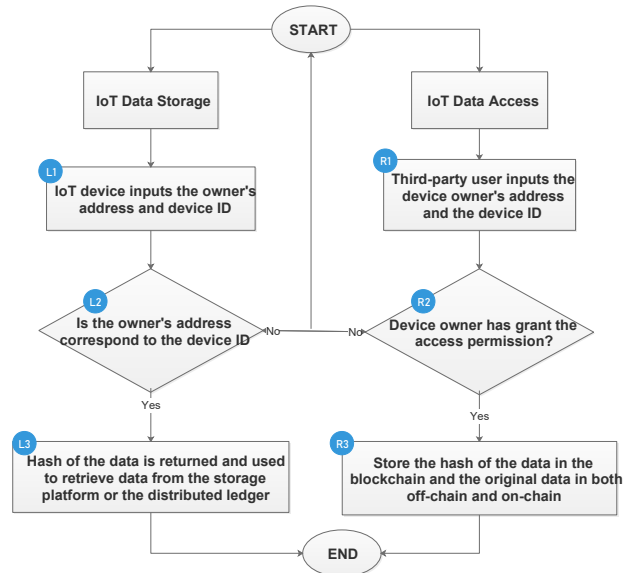 START
IoT Data Storage
IoT Data Access
L1
IoT device inputs the owner's
address and device ID
R1
Third-party user inputs the
device owner's address
and the device ID
L2
Is the owner's address
correspond to the device ID
No
No
R2
Device owner has grant the
access permission?
Yes
Yes
L3
Hash of the data is returned and used
to retrieve data from the storage
platform or the distributed ledger
R3
Store the hash of the data in the
blockchain and the original data in both
off-chain and on-chain
END